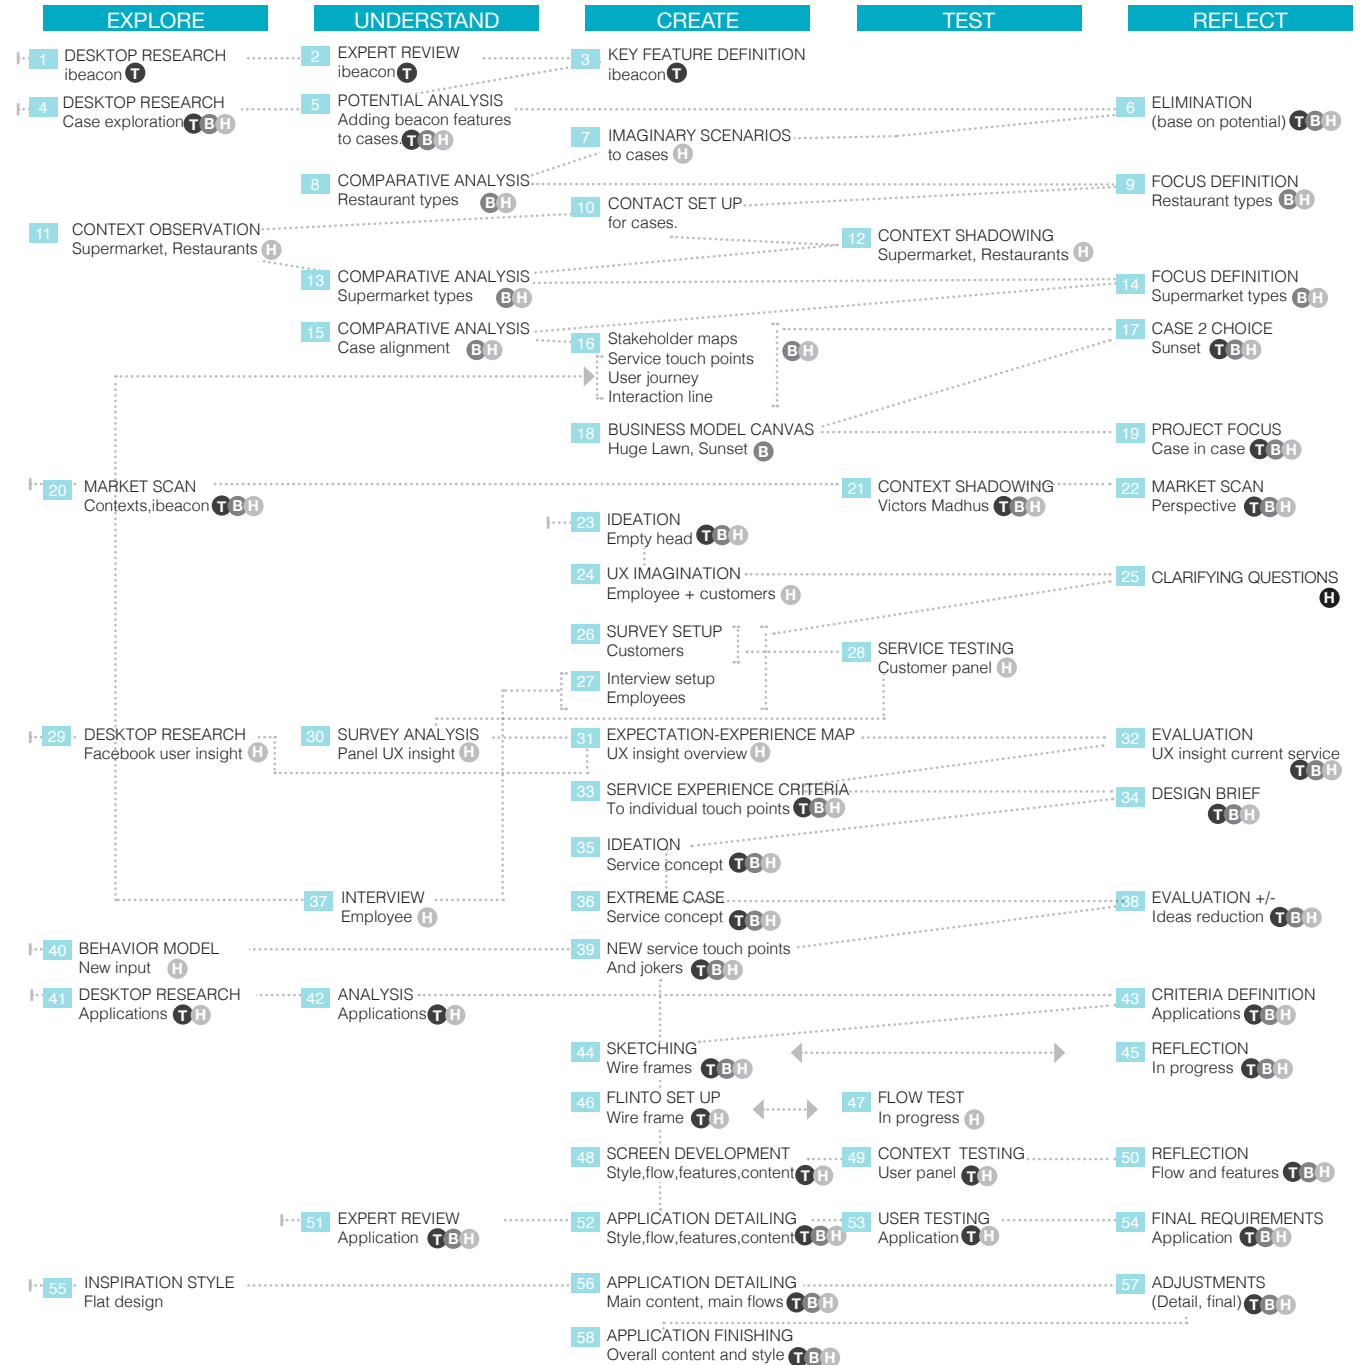 EXPLORE UNDERSTAND CREATE TEST REFLECT
1 DESKTOP RESEARCH
ibeacon T
2 EXPERT REVIEW
ibeacon T
3 KEY FEATURE DEFINITION
ibeacon T
4 DESKTOP RESEARCH
Case exploration T B H
5 POTENTIAL ANALYSIS
Adding beacon features
to cases. T B H
6 ELIMINATION
(base on potential) T B H
7 IMAGINARY SCENARIOS
to cases H
8 COMPARATIVE ANALYSIS
Restaurant types B H
9 FOCUS DEFINITION
Restaurant types B H
10 CONTACT SET UP
for cases.
11 CONTEXT OBSERVATION
Supermarket, Restaurants H
12 CONTEXT SHADOWING
Supermarket, Restaurants H
13 COMPARATIVE ANALYSIS
Supermarket types B H
14 FOCUS DEFINITION
Supermarket types B H
15 COMPARATIVE ANALYSIS
Case alignment B H
16 Stakeholder maps
Service touch points B H
User journey
Interaction line
17 CASE 2 CHOICE
Sunset T B H
18 BUSINESS MODEL CANVAS
Huge Lawn, Sunset B
19 PROJECT FOCUS
Case in case T B H
20 MARKET SCAN
Contexts,ibeacon T B H
21 CONTEXT SHADOWING
Victors Madhus T B H
22 MARKET SCAN
Perspective T B H
23 IDEATION
Empty head T B H
24 UX IMAGINATION
Employee + customers H
25 CLARIFYING QUESTIONS
H
26 SURVEY SETUP
Customers
27 Interview setup
Employees
28 SERVICE TESTING
Customer panel H
29 DESKTOP RESEARCH
Facebook user insight H
30 SURVEY ANALYSIS
Panel UX insight H
31 EXPECTATION-EXPERIENCE MAP
UX insight overview H
32 EVALUATION
UX insight current service
T B H
33 SERVICE EXPERIENCE CRITERIA
To individual touch points T B H
34 DESIGN BRIEF
T B H
35 IDEATION
Service concept T B H
37 INTERVIEW
Employee H
36 EXTREME CASE
Service concept T B H
38 EVALUATION +/-
Ideas reduction T B H
40 BEHAVIOR MODEL
New input H
39 NEW service touch points
And jokers T B H
41 DESKTOP RESEARCH
Applications T H
42 ANALYSIS
Applications T H
43 CRITERIA DEFINITION
Applications T B H
44 SKETCHING
Wire frames T B H
45 REFLECTION
In progress T B H
46 FLINTO SET UP
Wire frame T H
47 FLOW TEST
In progress H
48 SCREEN DEVELOPMENT
Style,flow,features,content T H
49 CONTEXT TESTING
User panel T H
50 REFLECTION
Flow and features T B H
51 EXPERT REVIEW
Application T B H
52 APPLICATION DETAILING
Style,flow,features,content T B H
53 USER TESTING
Application T H
54 FINAL REQUIREMENTS
Application T B H
55 INSPIRATION STYLE
Flat design
56 APPLICATION DETAILING
Main content, main flows T B H
57 ADJUSTMENTS
(Detail, final) T B H
58 APPLICATION FINISHING
Overall content and style T B H